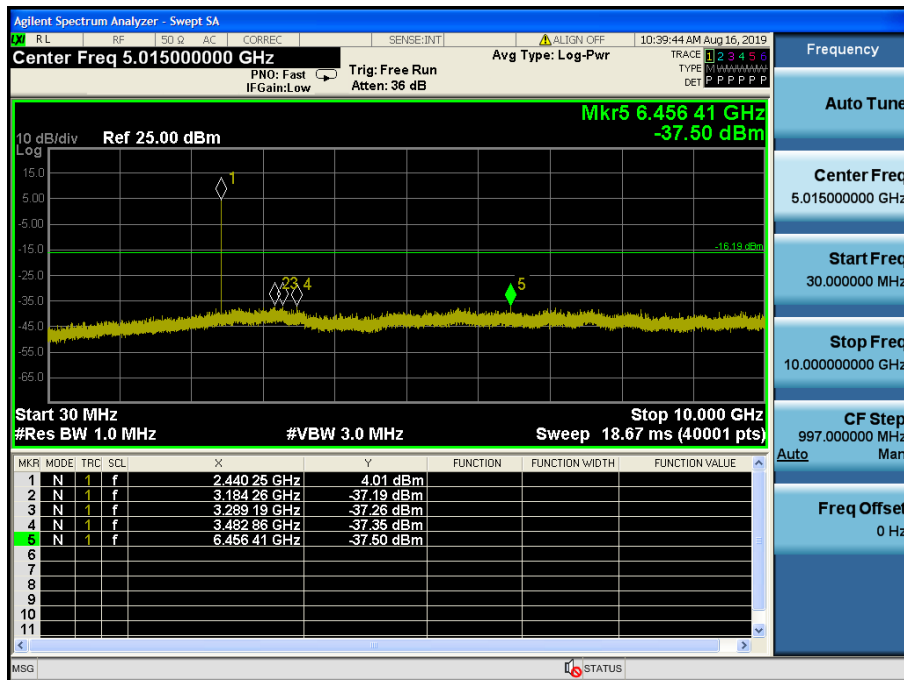 Agilent Spectrum Analyzer - Swept SA
LXI RL RF 50 Ω AC CORREC SENSE:INT ALIGN OFF 10:39:44 AM Aug 16, 2019
Center Freq 5.015000000 GHz
PNO: Fast
IFGain:Low
Trig: Free Run
Atten: 36 dB
Avg Type: Log-Pwr
TRACE 1 2 3 4 5 6
TYPE M W W W W W
DET P P P P P P
Mkr5 6.456 41 GHz
-37.50 dBm
10 dB/div Ref 25.00 dBm
Log
15.0
5.00
-5.00
-15.0
-25.0
-35.0
-45.0
-55.0
-65.0
1
2 3 4
5
-16.19 dBm
Start 30 MHz Stop 10.000 GHz
#Res BW 1.0 MHz #VBW 3.0 MHz Sweep 18.67 ms (40001 pts)
MKR MODE TRC SCL X Y FUNCTION FUNCTION WIDTH FUNCTION VALUE
1 N 1 f 2.440 25 GHz 4.01 dBm
2 N 1 f 3.184 26 GHz -37.19 dBm
3 N 1 f 3.289 19 GHz -37.26 dBm
4 N 1 f 3.482 86 GHz -37.35 dBm
5 N 1 f 6.456 41 GHz -37.50 dBm
6
7
8
9
10
11
MSG STATUS
Frequency
Auto Tune
Center Freq
5.015000000 GHz
Start Freq
30.000000 MHz
Stop Freq
10.000000000 GHz
CF Step
997.000000 MHz
Auto Man
Freq Offset
0 Hz